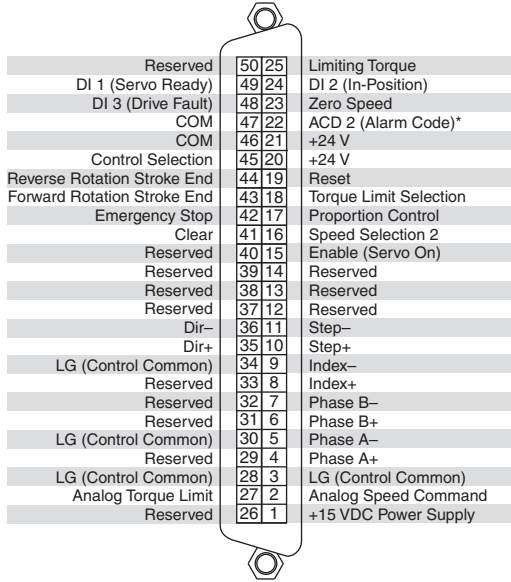 Reserved 50 25 Limiting Torque
DI 1 (Servo Ready) 49 24 DI 2 (In-Position)
DI 3 (Drive Fault) 48 23 Zero Speed
COM 47 22 ACD 2 (Alarm Code)*
COM 46 21 +24 V
Control Selection 45 20 +24 V
Reverse Rotation Stroke End 44 19 Reset
Forward Rotation Stroke End 43 18 Torque Limit Selection
Emergency Stop 42 17 Proportion Control
Clear 41 16 Speed Selection 2
Reserved 40 15 Enable (Servo On)
Reserved 39 14 Reserved
Reserved 38 13 Reserved
Reserved 37 12 Reserved
Dir– 36 11 Step–
Dir+ 35 10 Step+
LG (Control Common) 34 9 Index–
Reserved 33 8 Index+
Reserved 32 7 Phase B–
Reserved 31 6 Phase B+
LG (Control Common) 30 5 Phase A–
Reserved 29 4 Phase A+
LG (Control Common) 28 3 LG (Control Common)
Analog Torque Limit 27 2 Analog Speed Command
Reserved 26 1 +15 VDC Power Supply